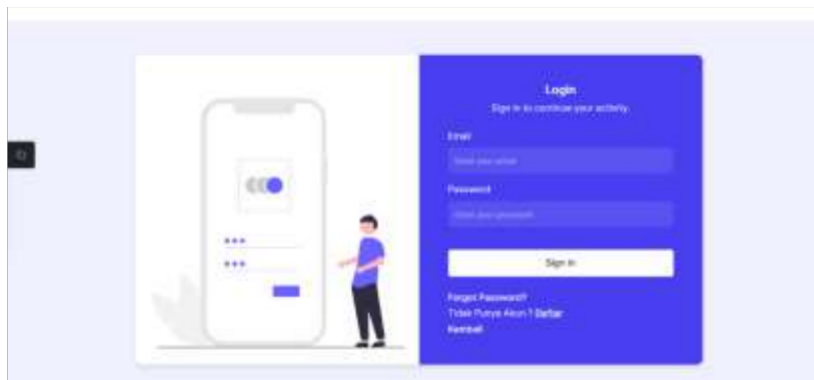 Login
Sign in to continue your activity.
Email
Password
Sign in
Forgot Password?
Tidak Punya Akun ? Daftar
Kembali